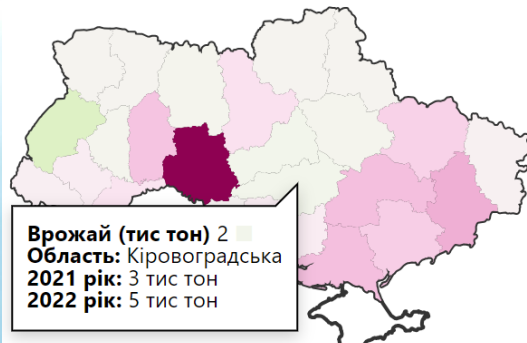 Врожай (тис тон) 2
Область: Кіровоградська
2021 рік: 3 тис тон
2022 рік: 5 тис тон